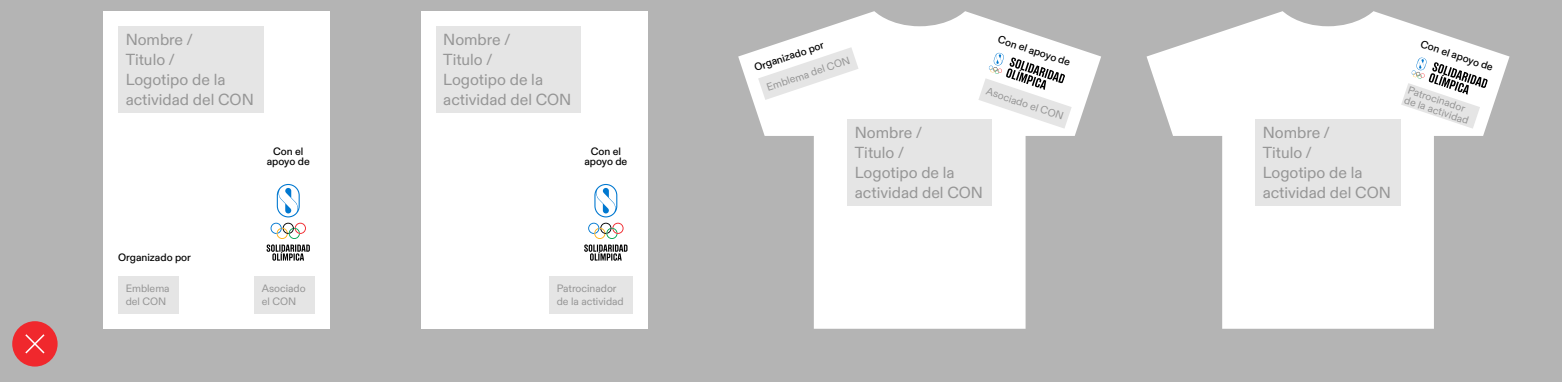 Nombre /
Titulo /
Logotipo de la
actividad del CON
Con el
apoyo de
SOLIDARIDAD
OLÍMPICA
Organizado por
Emblema
del CON
Asociado
el CON
Nombre /
Titulo /
Logotipo de la
actividad del CON
Con el
apoyo de
SOLIDARIDAD
OLÍMPICA
Patrocinador
de la actividad
Organizado por
Emblema del CON
Con el apoyo de
SOLIDARIDAD
OLÍMPICA
Asociado el CON
Nombre /
Titulo /
Logotipo de la
actividad del CON
Con el apoyo de
SOLIDARIDAD
OLÍMPICA
Patrocinador
de la actividad
Nombre /
Titulo /
Logotipo de la
actividad del CON